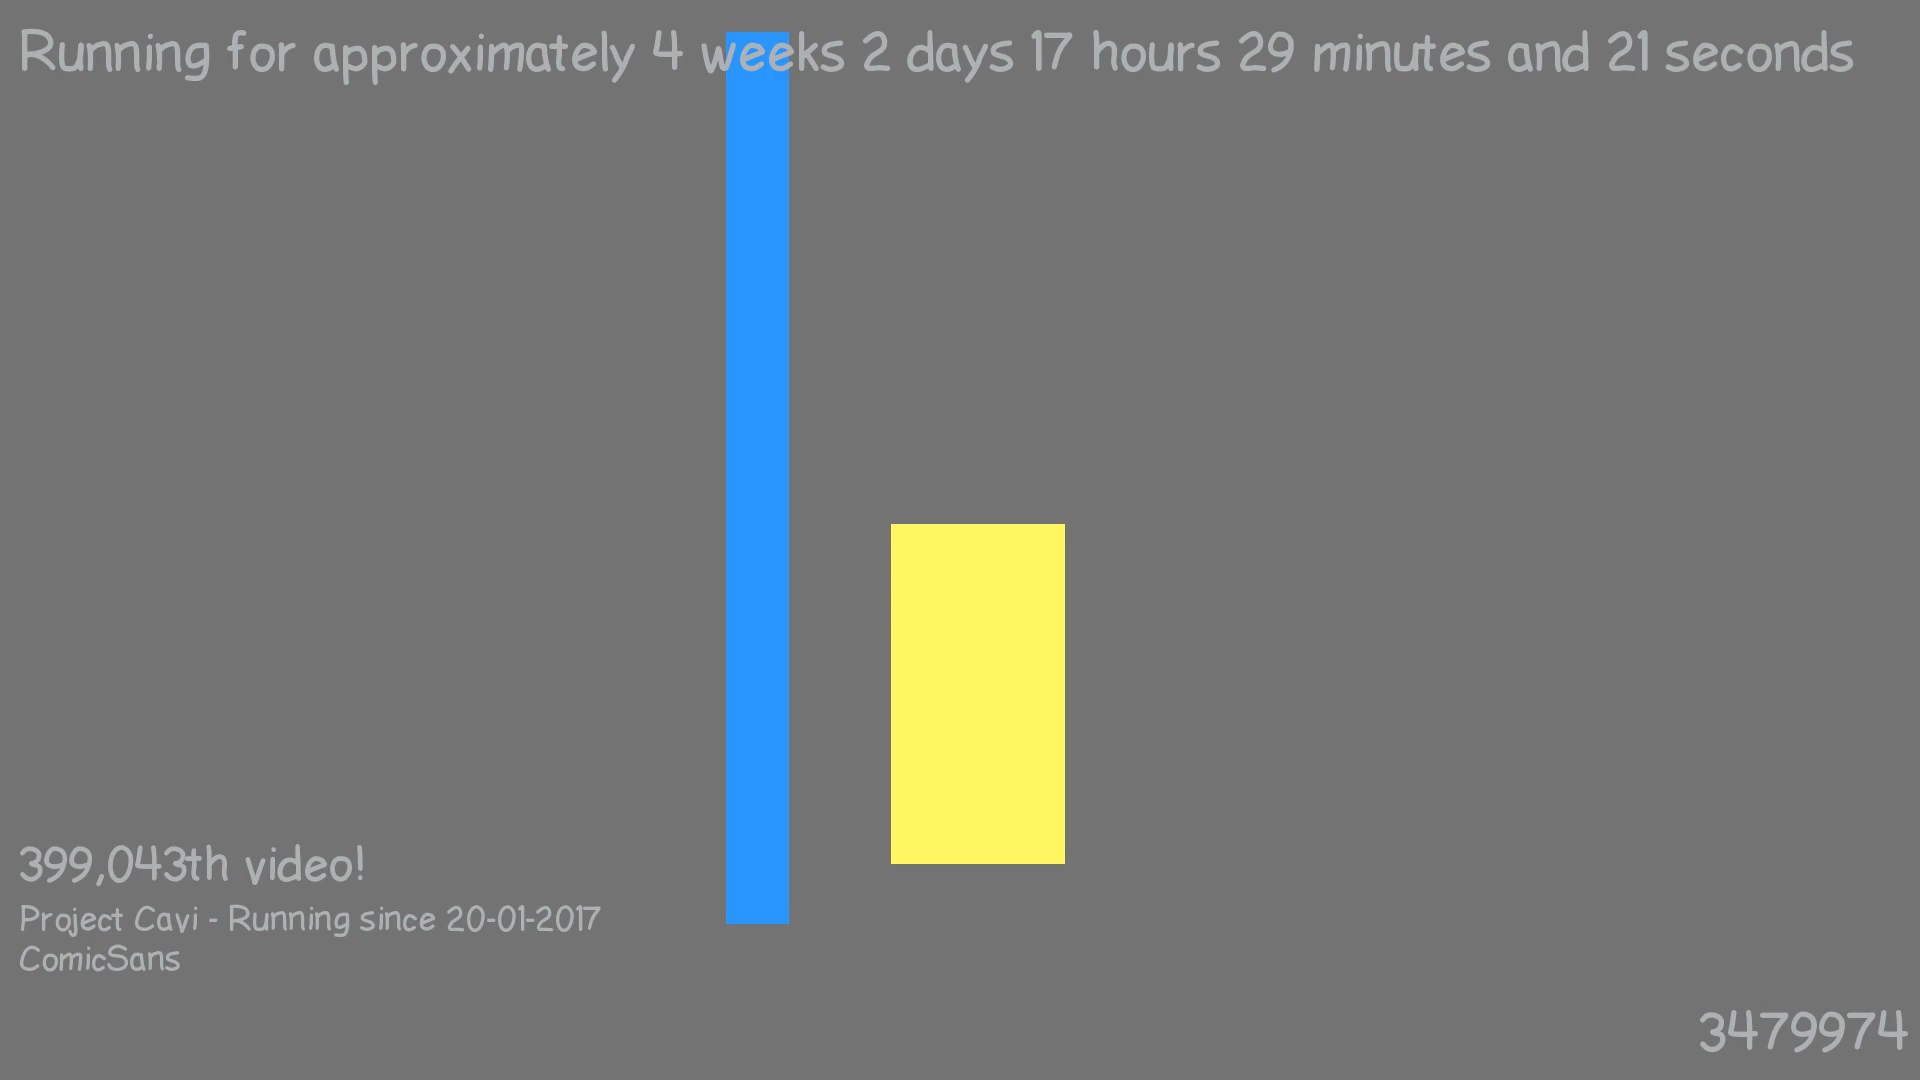 Running for approximately 4 weeks 2 days 17 hours 29 minutes and 21 seconds
399,043th video!
Project Cavi - Running since 20-01-2017
ComicSans
3479974